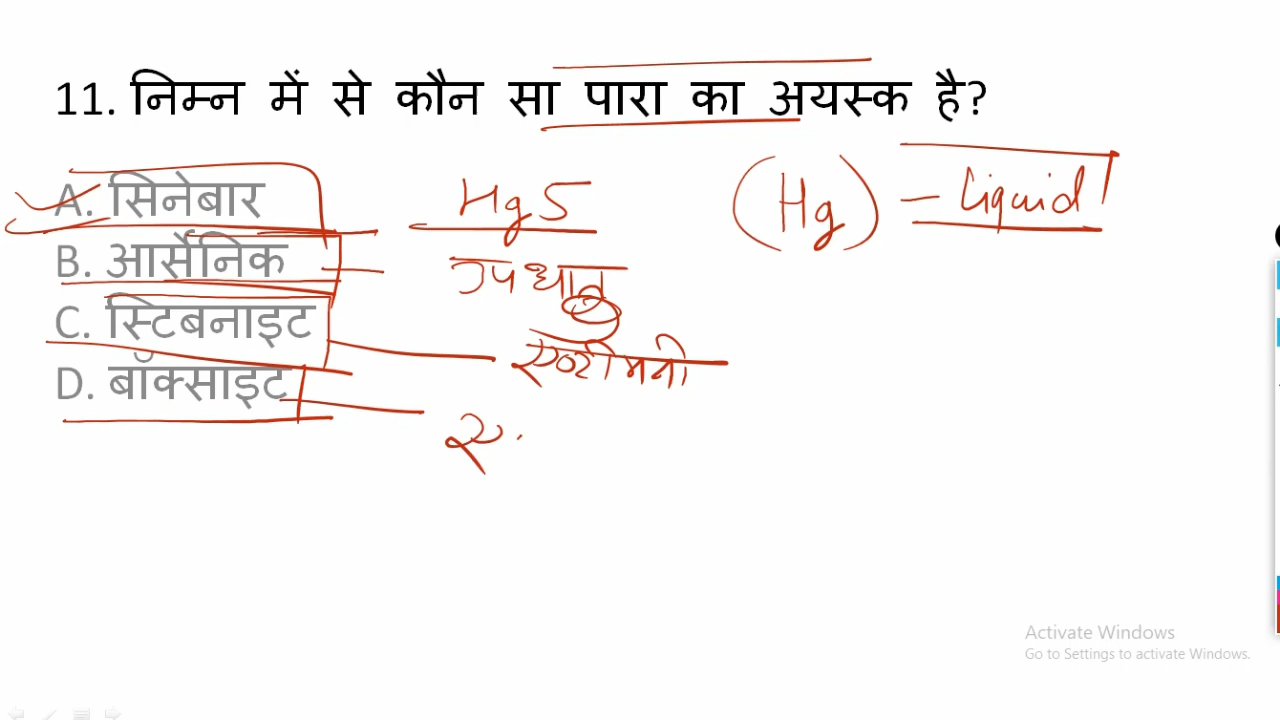 11. निम्न में से कौन सा पारा का अयस्क है?
A. सिनेबार HgS (Hg) - Liquid
B. आर्सेनिक उपधातु
C. स्टिबनाइट एण्टीमनी
D. बॉक्साइट
ए
Activate Windows
Go to Settings to activate Windows.